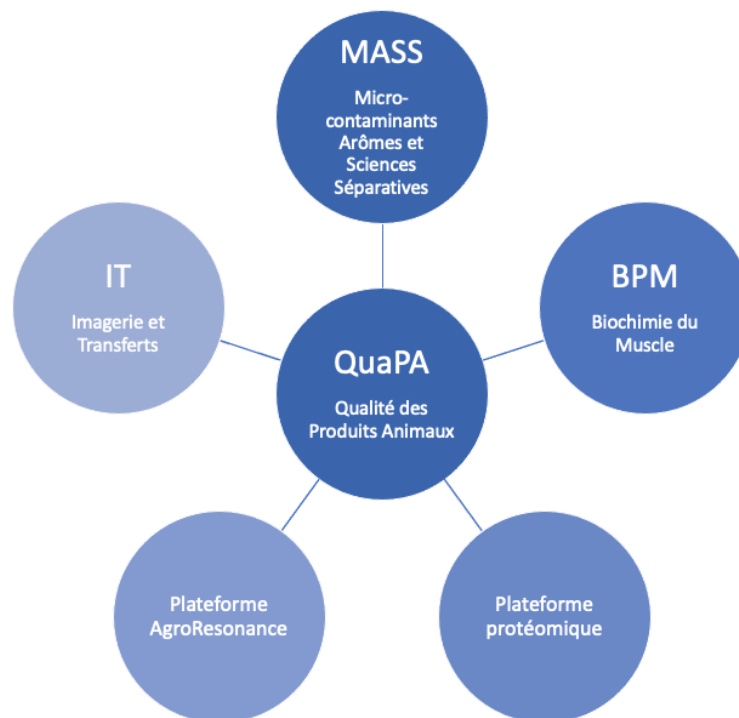 MASS
Micro-
contaminants
Arômes et
Sciences
Séparatives
IT
Imagerie et
Transferts
BPM
Biochimie du
Muscle
QuaPA
Qualité des
Produits Animaux
Plateforme
AgroResonance
Plateforme
protéomique